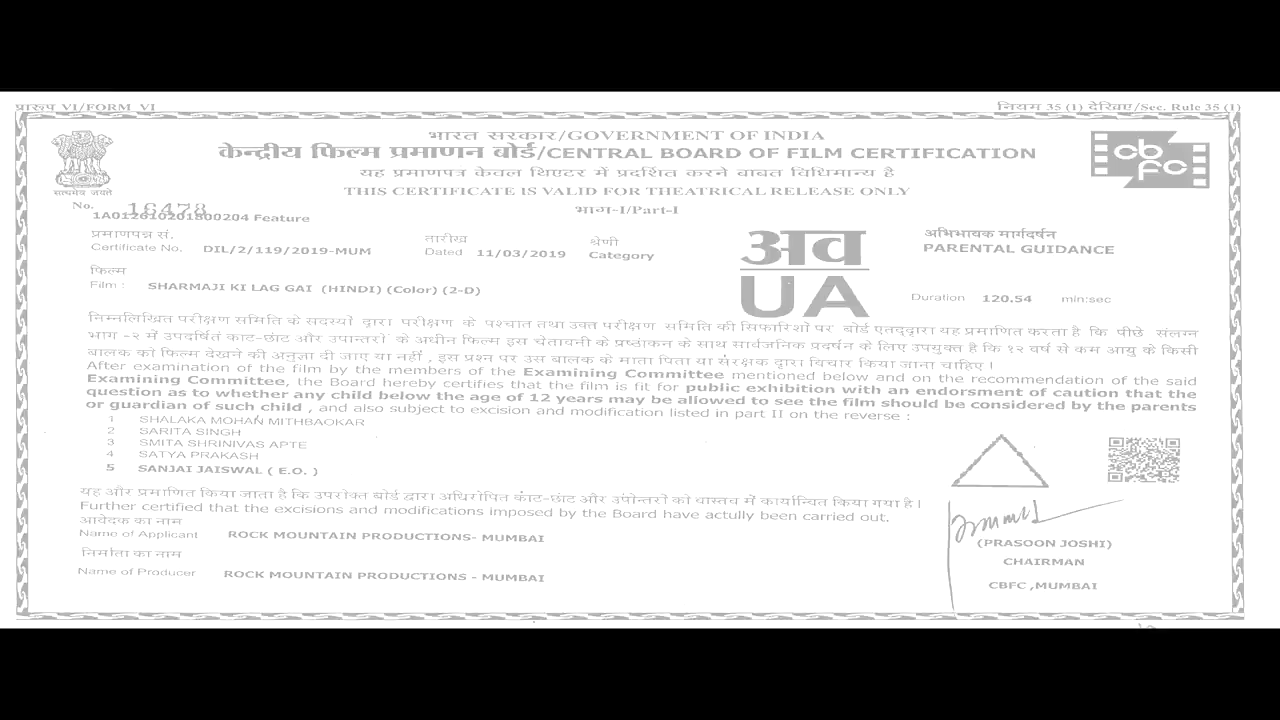 प्रारूप VI/FORM VI
नियम 35 (1) देखिए/Sec. Rule 35 (1)
भारत सरकार/GOVERNMENT OF INDIA
केन्द्रीय फिल्म प्रमाणन बोर्ड/CENTRAL BOARD OF FILM CERTIFICATION
यह प्रमाणपत्र केवल थिएटर में प्रदर्शित करने बाबत विधिमान्य है
THIS CERTIFICATE IS VALID FOR THEATRICAL RELEASE ONLY
सत्यमेव जयते
cb
fc
No. 16478
भाग-I/Part-I
1A012610201800204 Feature
प्रमाणपत्र सं.
Certificate No. DIL/2/119/2019-MUM
तारीख
Dated 11/03/2019
श्रेणी
Category
अव
UA
अभिभावक मार्गदर्शन
PARENTAL GUIDANCE
फिल्म
Film : SHARMAJI KI LAG GAI (HINDI) (Color) (2-D)
Duration 120.54 min:sec
निम्नलिखित परीक्षण समिति के सदस्यों द्वारा परीक्षण के पश्चात तथा उक्त परीक्षण समिति की सिफारिशों पर बोर्ड एतद्द्वारा यह प्रमाणित करता है कि पीछे संलग्न
भाग -२ में उपदर्शित काट-छांट और उपान्तरों के अधीन फिल्म इस चेतावनी के प्रष्ठांकन के साथ सार्वजनिक प्रदर्षन के लिए उपयुक्त है कि १२ वर्ष से कम आयु के किसी
बालक को फिल्म देखने की अनुज्ञा दी जाए या नहीं , इस प्रश्न पर उस बालक के माता पिता या संरक्षक द्वारा विचार किया जाना चाहिए ।
After examination of the film by the members of the Examining Committee mentioned below and on the recommendation of the said
Examining Committee, the Board hereby certifies that the film is fit for public exhibition with an endorsment of caution that the
question as to whether any child below the age of 12 years may be allowed to see the film should be considered by the parents
or guardian of such child , and also subject to excision and modification listed in part II on the reverse :
1 SHALAKA MOHAN MITHBAOKAR
2 SARITA SINGH
3 SMITA SHRINIVAS APTE
4 SATYA PRAKASH
5 SANJAI JAISWAL ( E.O. )
यह और प्रमाणित किया जाता है कि उपरोक्त बोर्ड द्वारा अधिरोपित काट-छांट और उपोन्तरों को वास्तव में कार्यान्वित किया गया है ।
Further certified that the excisions and modifications imposed by the Board have actully been carried out.
आवेदक का नाम
Name of Applicant ROCK MOUNTAIN PRODUCTIONS- MUMBAI
निर्माता का नाम
Name of Producer ROCK MOUNTAIN PRODUCTIONS - MUMBAI
(PRASOON JOSHI)
CHAIRMAN
CBFC ,MUMBAI